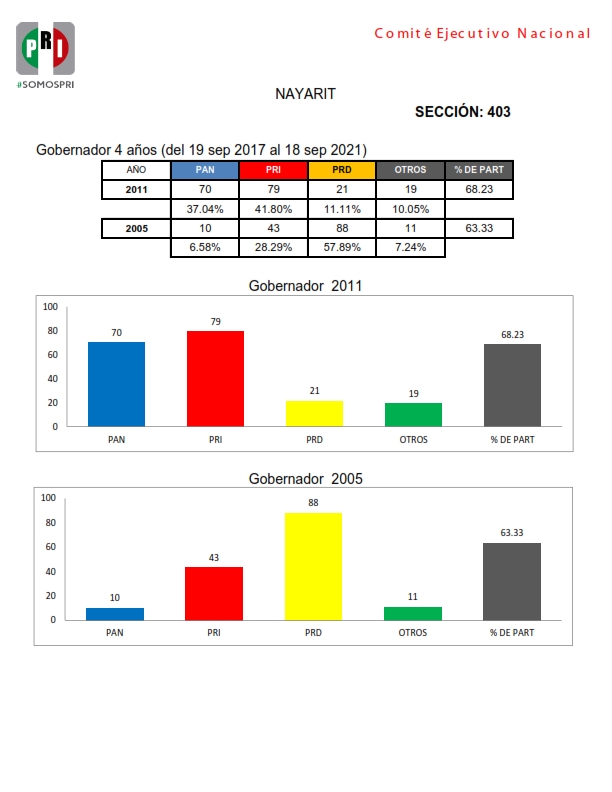 PRI
#SOMOSPRI
Comité Ejecutivo Nacional
NAYARIT
SECCIÓN: 403
Gobernador 4 años (del 19 sep 2017 al 18 sep 2021)
AÑO PAN PRI PRD OTROS % DE PART
2011 70 79 21 19 68.23
37.04% 41.80% 11.11% 10.05%
2005 10 43 88 11 63.33
6.58% 28.29% 57.89% 7.24%
Gobernador 2011
100
80
60
40
20
0
70 79 21 19 68.23
PAN PRI PRD OTROS % DE PART
Gobernador 2005
100
80
60
40
20
0
10 43 88 11 63.33
PAN PRI PRD OTROS % DE PART